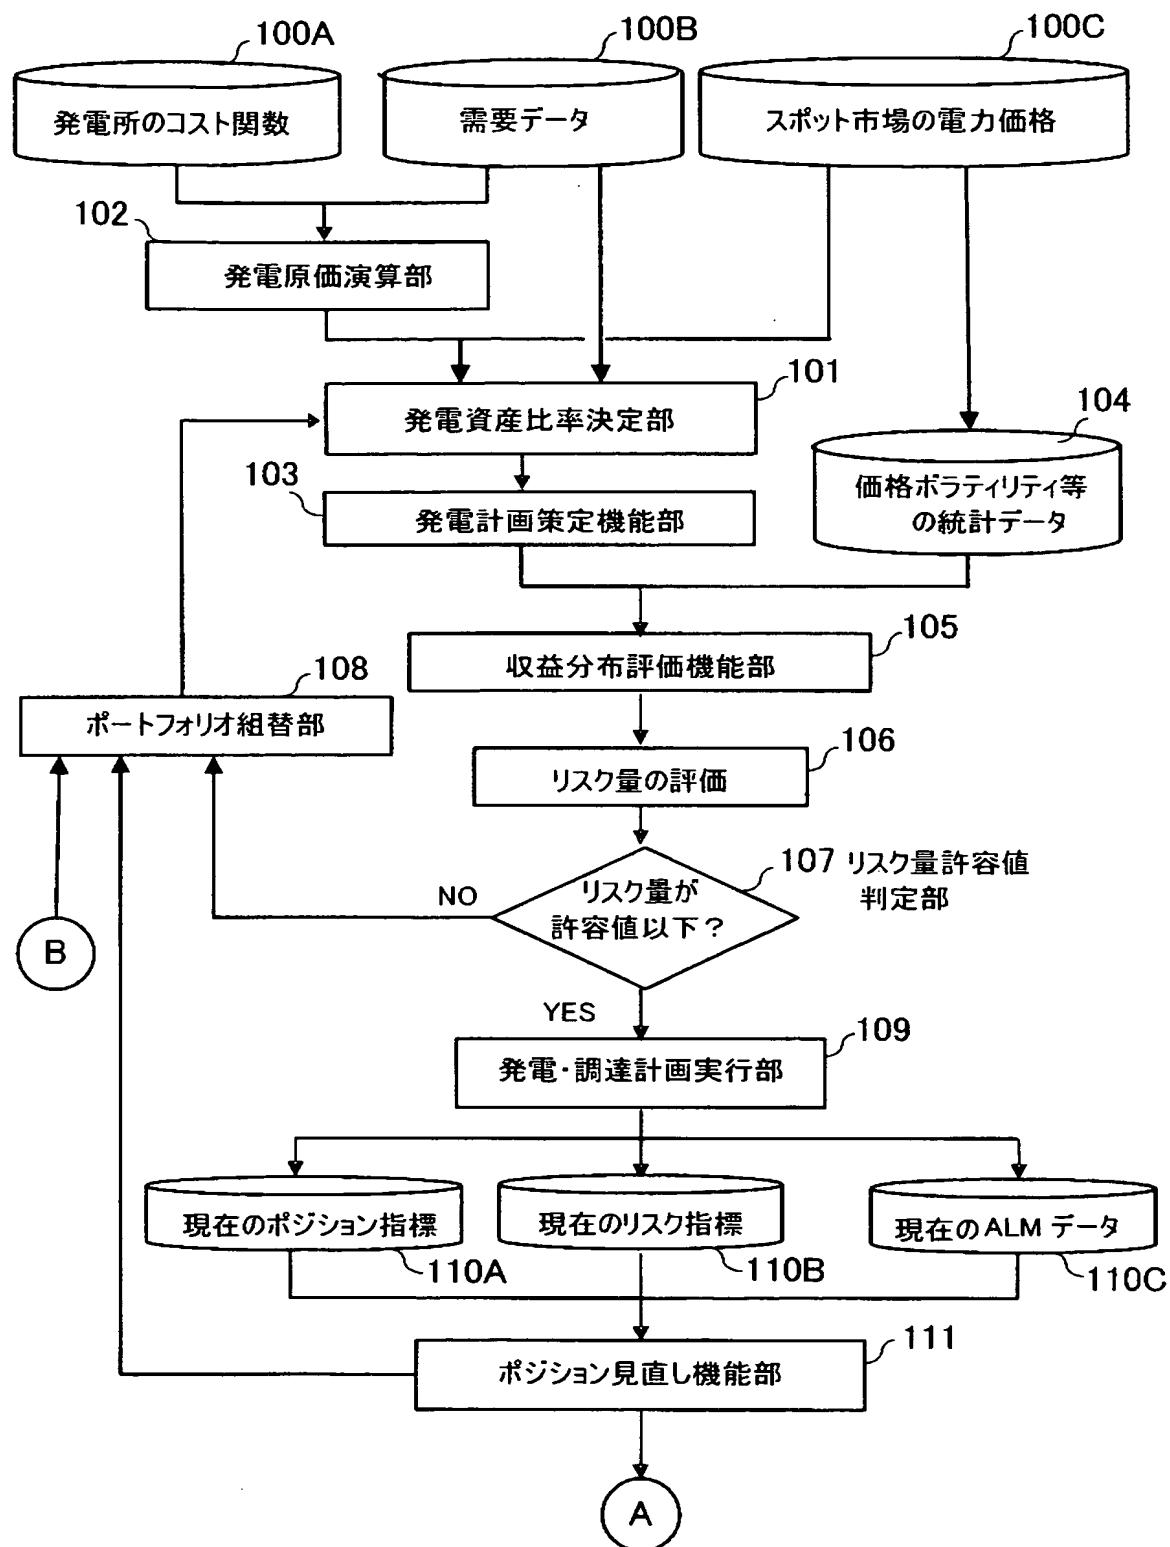 100A
100B
100C
発電所のコスト関数
需要データ
スポット市場の電力価格
102
発電原価演算部
101
発電資産比率決定部
104
価格ボラティリティ等
の統計データ
103
発電計画策定機能部
105
収益分布評価機能部
108
ポートフォリオ組替部
106
リスク量の評価
107 リスク量許容値
判定部
リスク量が
許容値以下?
NO
B
YES
109
発電・調達計画実行部
現在のポジション指標
現在のリスク指標
現在のALMデータ
110A
110B
110C
111
ポジション見直し機能部
A